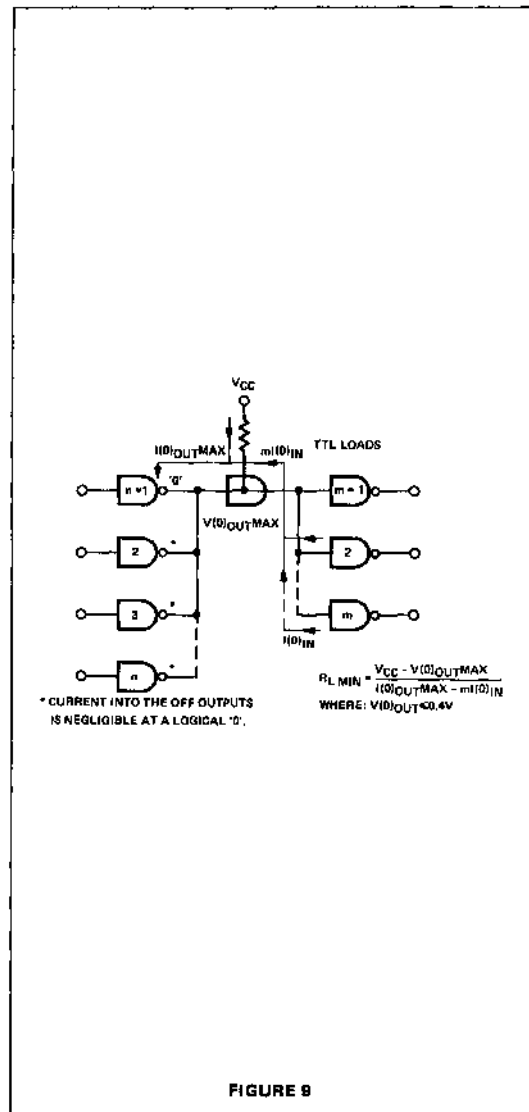 VCC
I(0)OUTMAX
mI(0)IN
TTL LOADS
n=1
"0"
m = 1
V(0)OUTMAX
2
*
2
3
*
m
I(0)IN
n
*
* CURRENT INTO THE OFF OUTPUTS
IS NEGLIGIBLE AT A LOGICAL "0".
RL MIN = VCC - V(0)OUTMAX
I(0)OUTMAX - mI(0)IN
WHERE: V(0)OUT≤0.4V
FIGURE 9